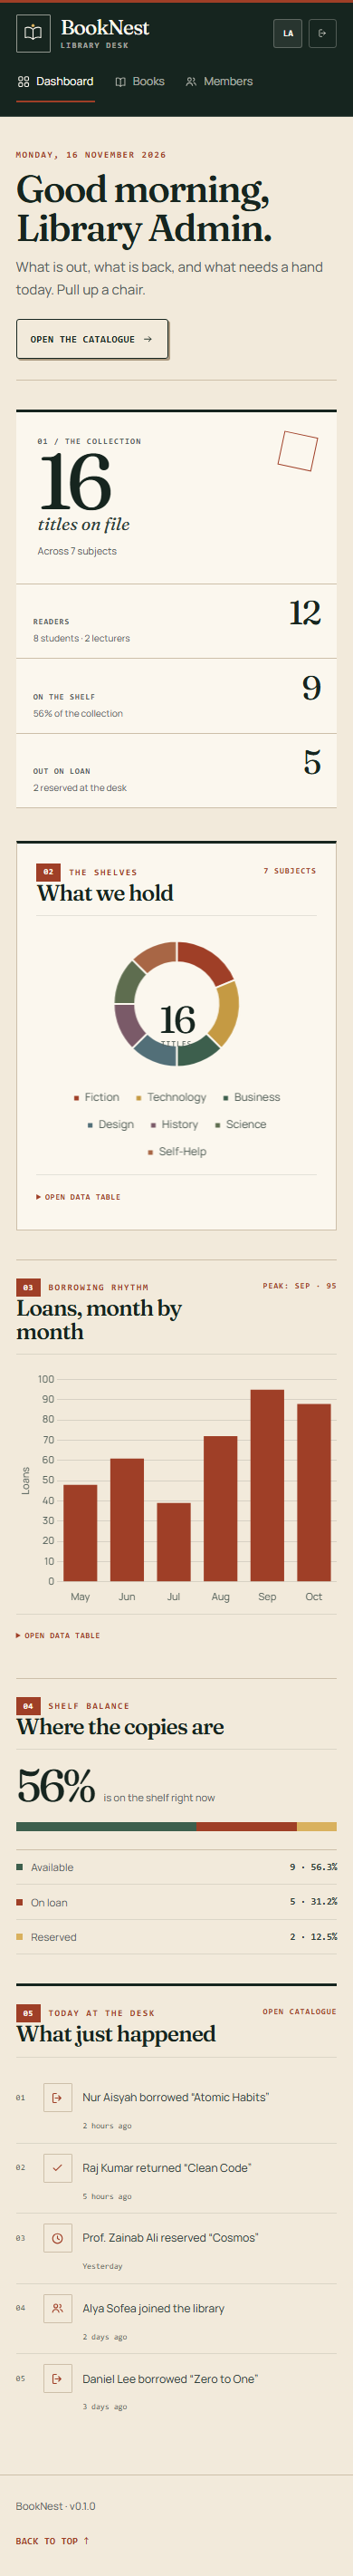 BookNest
LIBRARY DESK
LA
Dashboard
Books
Members
MONDAY, 16 NOVEMBER 2026
Good morning,
Library Admin.
What is out, what is back, and what needs a hand
today. Pull up a chair.
OPEN THE CATALOGUE →
01 / THE COLLECTION
16
titles on file
Across 7 subjects
READERS
8 students · 2 lecturers
12
ON THE SHELF
56% of the collection
9
OUT ON LOAN
2 reserved at the desk
5
02 THE SHELVES
7 SUBJECTS
What we hold
16
TITLES
Fiction Technology Business
Design History Science
Self-Help
▶ OPEN DATA TABLE
03 BORROWING RHYTHM
PEAK: SEP · 95
Loans, month by
month
100
90
80
70
60
50
40
30
20
10
0
Loans
May Jun Jul Aug Sep Oct
▶ OPEN DATA TABLE
04 SHELF BALANCE
Where the copies are
56% is on the shelf right now
Available 9 · 56.3%
On loan 5 · 31.2%
Reserved 2 · 12.5%
05 TODAY AT THE DESK
OPEN CATALOGUE
What just happened
01 Nur Aisyah borrowed “Atomic Habits”
2 hours ago
02 Raj Kumar returned “Clean Code”
5 hours ago
03 Prof. Zainab Ali reserved “Cosmos”
Yesterday
04 Alya Sofea joined the library
2 days ago
05 Daniel Lee borrowed “Zero to One”
3 days ago
BookNest · v0.1.0
BACK TO TOP ↑